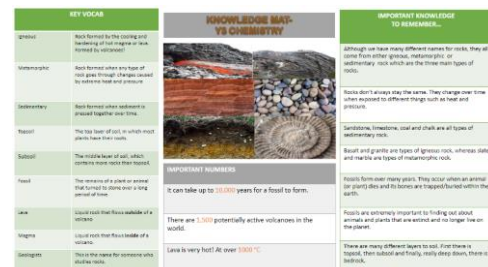 KEY VOCAB
Igneous
Rock formed by the cooling and
hardening of hot magma or lava.
Formed by volcanoes!
Metamorphic
Rock formed when any type of
rock goes through changes caused
by extreme heat and pressure
Sedimentary
Rock formed when sediment is
pressed together over time.
Topsoil
The top layer of soil, in which most
plants have their roots.
Subsoil
The middle layer of soil, which
contains more rocks than topsoil.
Fossil
The remains of a plant or animal
that turned to stone over a long
period of time.
Lava
Liquid rock that flows outside of a
volcano.
Magma
Liquid rock that flows inside of a
volcano.
Geologists
This is the name for someone who
studies rocks.
KNOWLEDGE MAT-
Y5 CHEMISTRY
IMPORTANT NUMBERS
It can take up to 10,000 years for a fossil to form.
There are 1,500 potentially active volcanoes in the
world.
Lava is very hot! At over 1000 °C
IMPORTANT KNOWLEDGE
TO REMEMBER...
Although we have many different names for rocks, they all
come from either igneous, metamorphic or
sedimentary rock which are the three main types of
rocks.
Rocks don't always stay the same. They change over time
when exposed to different things such as heat and
pressure.
Sandstone, limestone, coal and chalk are all types of
sedimentary rock.
Basalt and granite are types of igneous rock, whereas slate
and marble are types of metamorphic rock.
Fossils form over many years. They occur when an animal
(or plant) dies and its bones are trapped/buried within the
earth.
Fossils are extremely important to finding out about
animals and plants that are extinct and no longer live on
the planet.
There are many different layers to soil. First there is
topsoil, then subsoil and finally, really deep down, there is
bedrock.